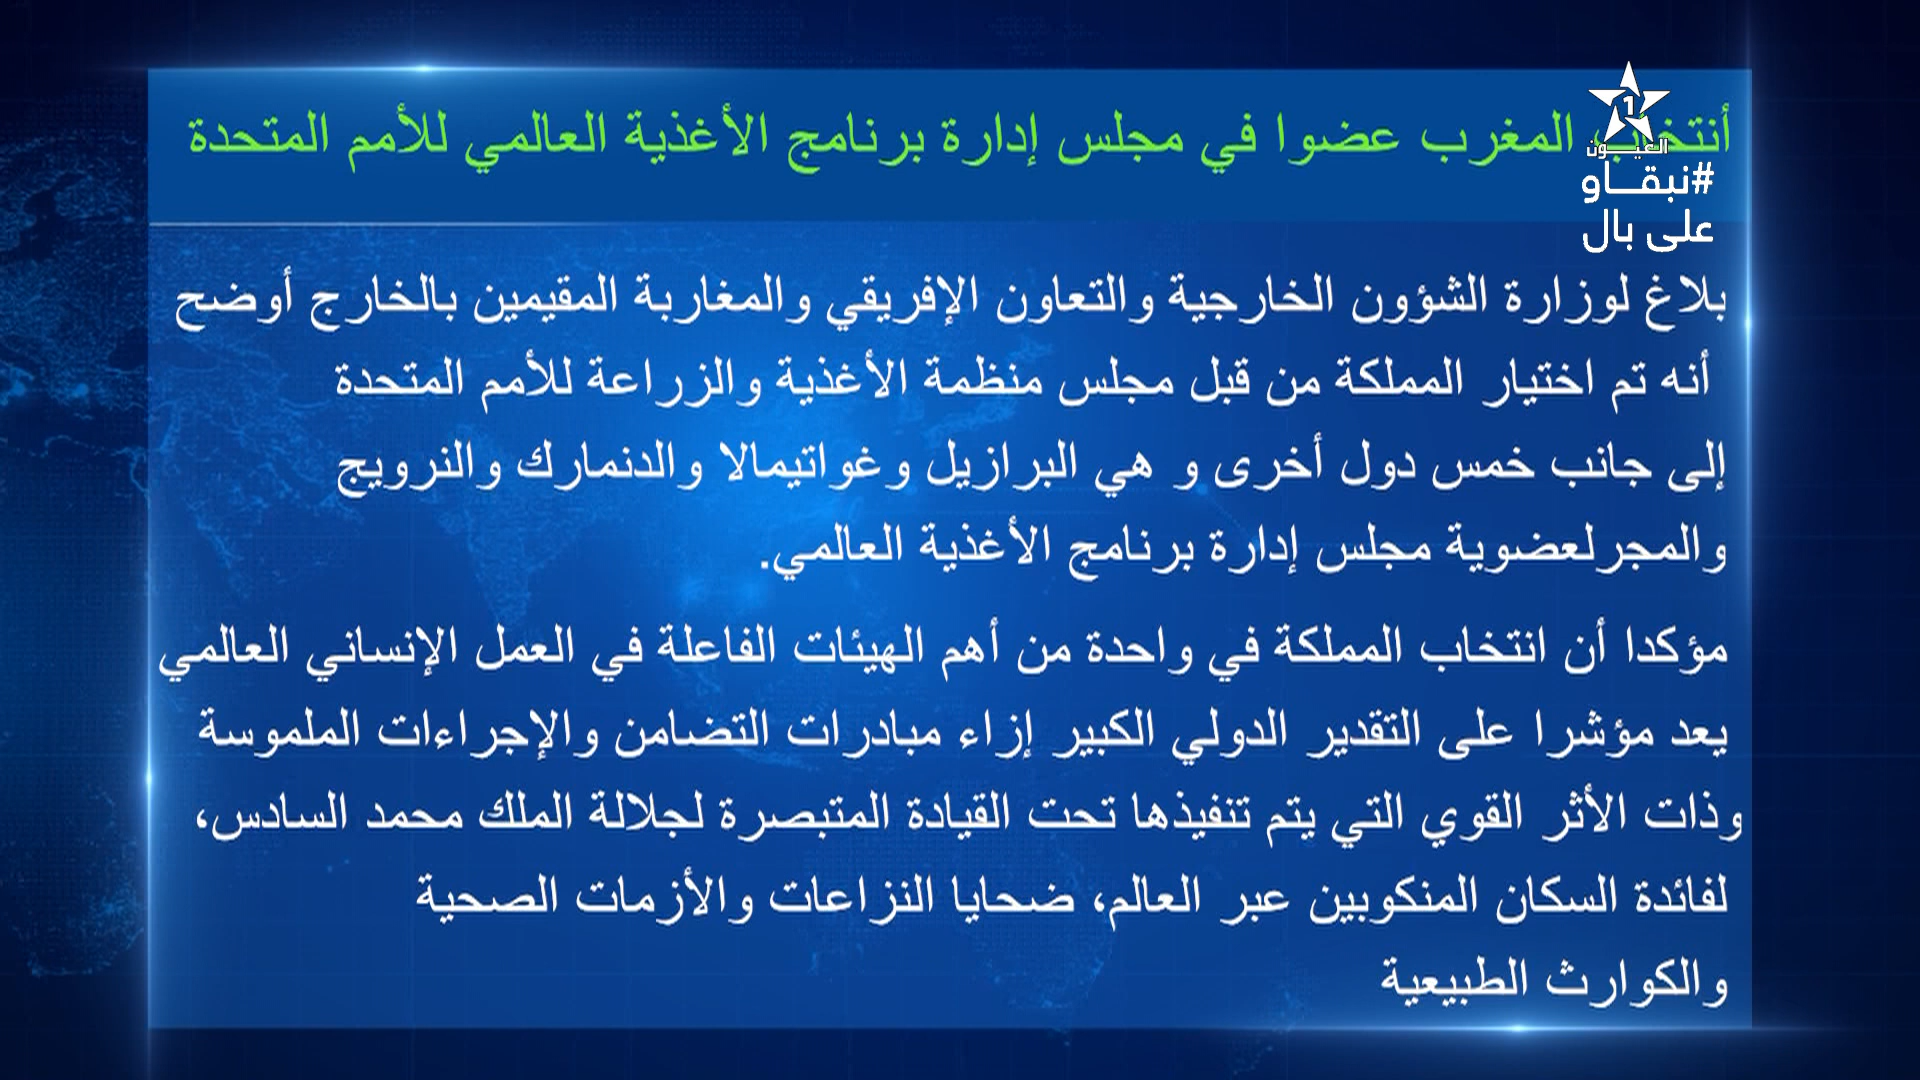 أنتخاب المغرب عضوا في مجلس إدارة برنامج الأغذية العالمي للأمم المتحدة
1
العيون
#نبقاو
على بال
بلاغ لوزارة الشؤون الخارجية والتعاون الإفريقي والمغاربة المقيمين بالخارج أوضح
أنه تم اختيار المملكة من قبل مجلس منظمة الأغذية والزراعة للأمم المتحدة
إلى جانب خمس دول أخرى و هي البرازيل وغواتيمالا والدنمارك والنرويج
والمجرلعضوية مجلس إدارة برنامج الأغذية العالمي.
مؤكدا أن انتخاب المملكة في واحدة من أهم الهيئات الفاعلة في العمل الإنساني العالمي
يعد مؤشرا على التقدير الدولي الكبير إزاء مبادرات التضامن والإجراءات الملموسة
وذات الأثر القوي التي يتم تنفيذها تحت القيادة المتبصرة لجلالة الملك محمد السادس،
لفائدة السكان المنكوبين عبر العالم، ضحايا النزاعات والأزمات الصحية
والكوارث الطبيعية